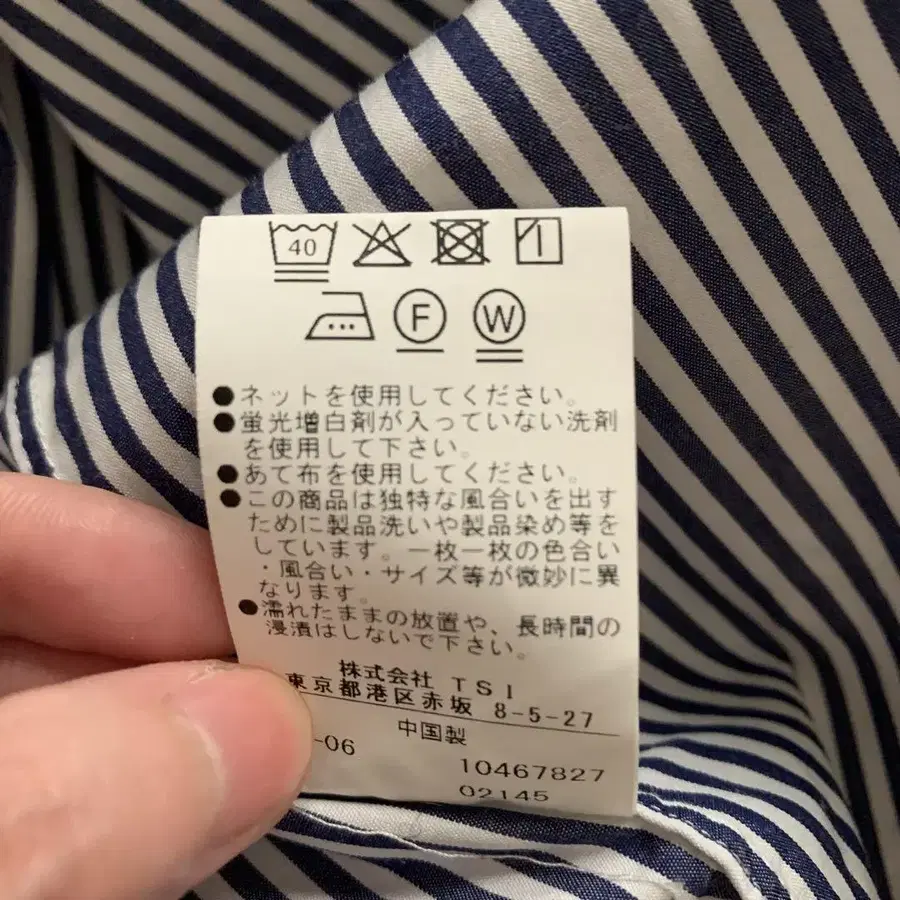 40
F W
●ネットを使用してください。
●蛍光増白剤が入っていない洗剤
を使用して下さい。
●あて布を使用してください。
●この商品は独特な風合いを出す
ために製品洗いや製品染め等を
しています。一枚一枚の色合い
・風合い・サイズ等が微妙に異
なります。
●濡れたままの放置や、長時間の
浸漬はしないで下さい。
株式会社 TSI
東京都港区赤坂 8-5-27
中国製
-06
10467827
02145